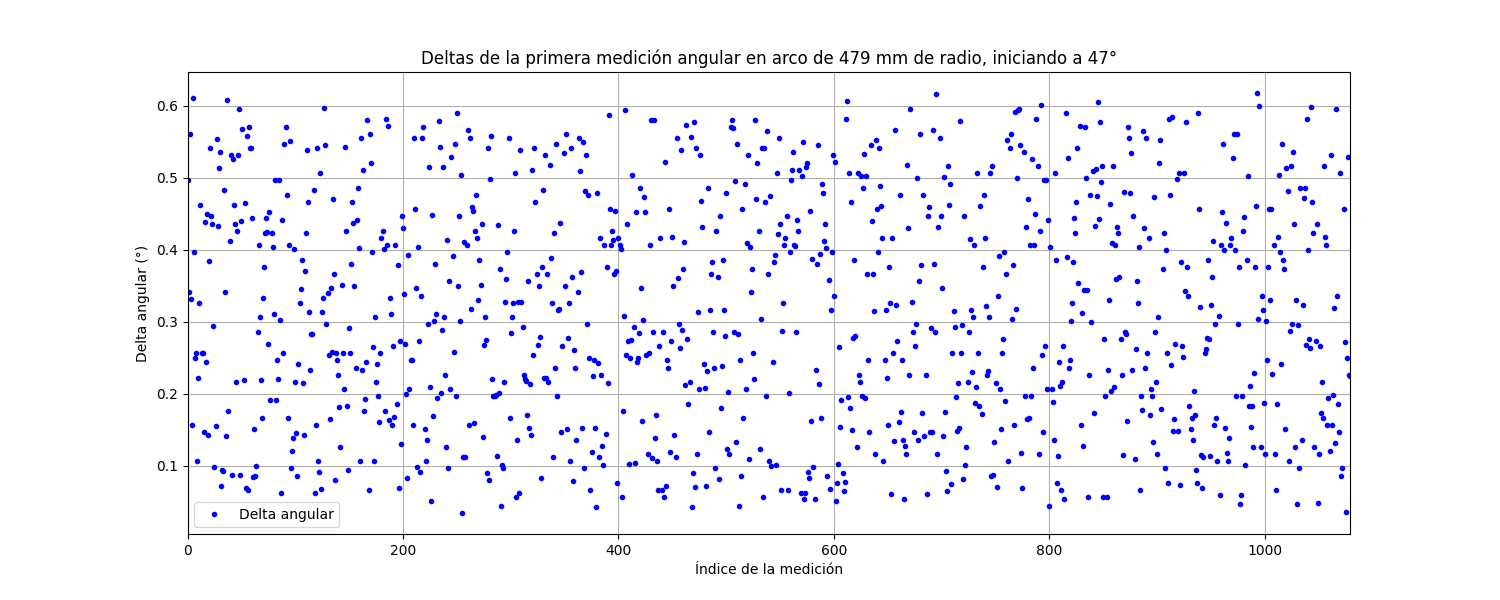 Deltas de la primera medición angular en arco de 479 mm de radio, iniciando a 47°
Delta angular (°)
0.6
0.5
0.4
0.3
0.2
0.1
Delta angular
0 200 400 600 800 1000
Índice de la medición